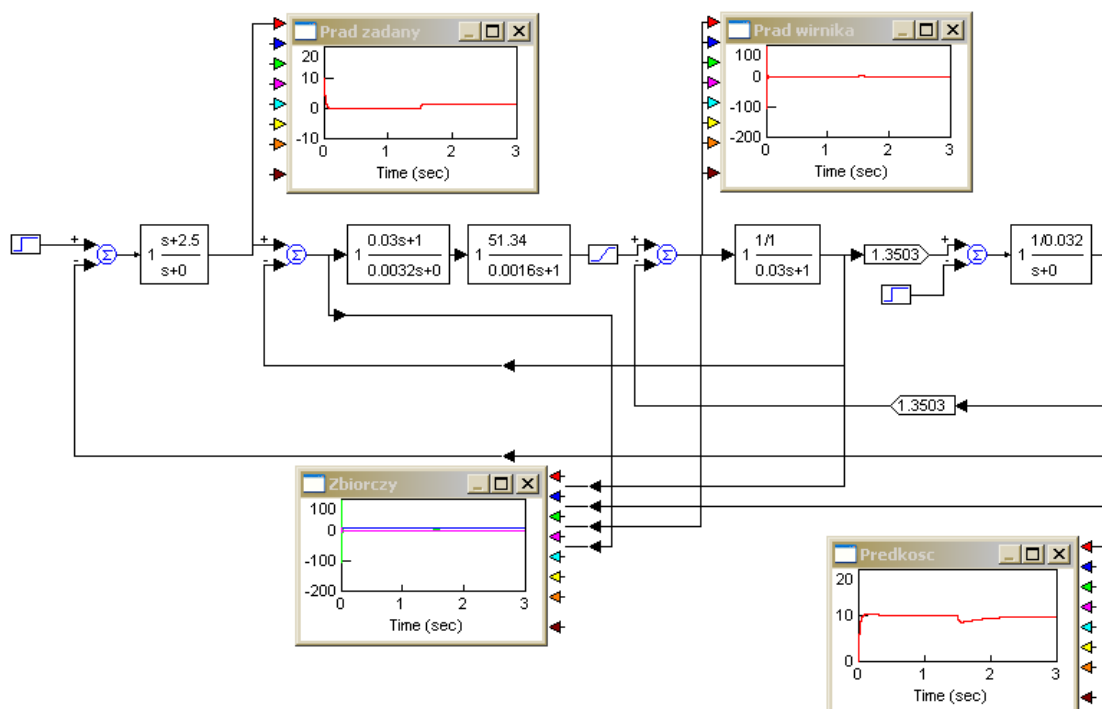 Prad zadany
20
10
0
-10
0 1 2 3
Time (sec)
Prad wirnika
100
0
-100
-200
0 1 2 3
Time (sec)
+
-
Σ
1 s+2.5
s+0
+
-
Σ
1 0.03s+1
0.0032s+0
51.34
0.0016s+1
+
-
Σ
1 1/1
0.03s+1
1.3503
+
-
Σ
1 1/0.032
s+0
1.3503
Zbiorczy
100
0
-100
-200
0 1 2 3
Time (sec)
Predkosc
20
10
0
0 1 2 3
Time (sec)